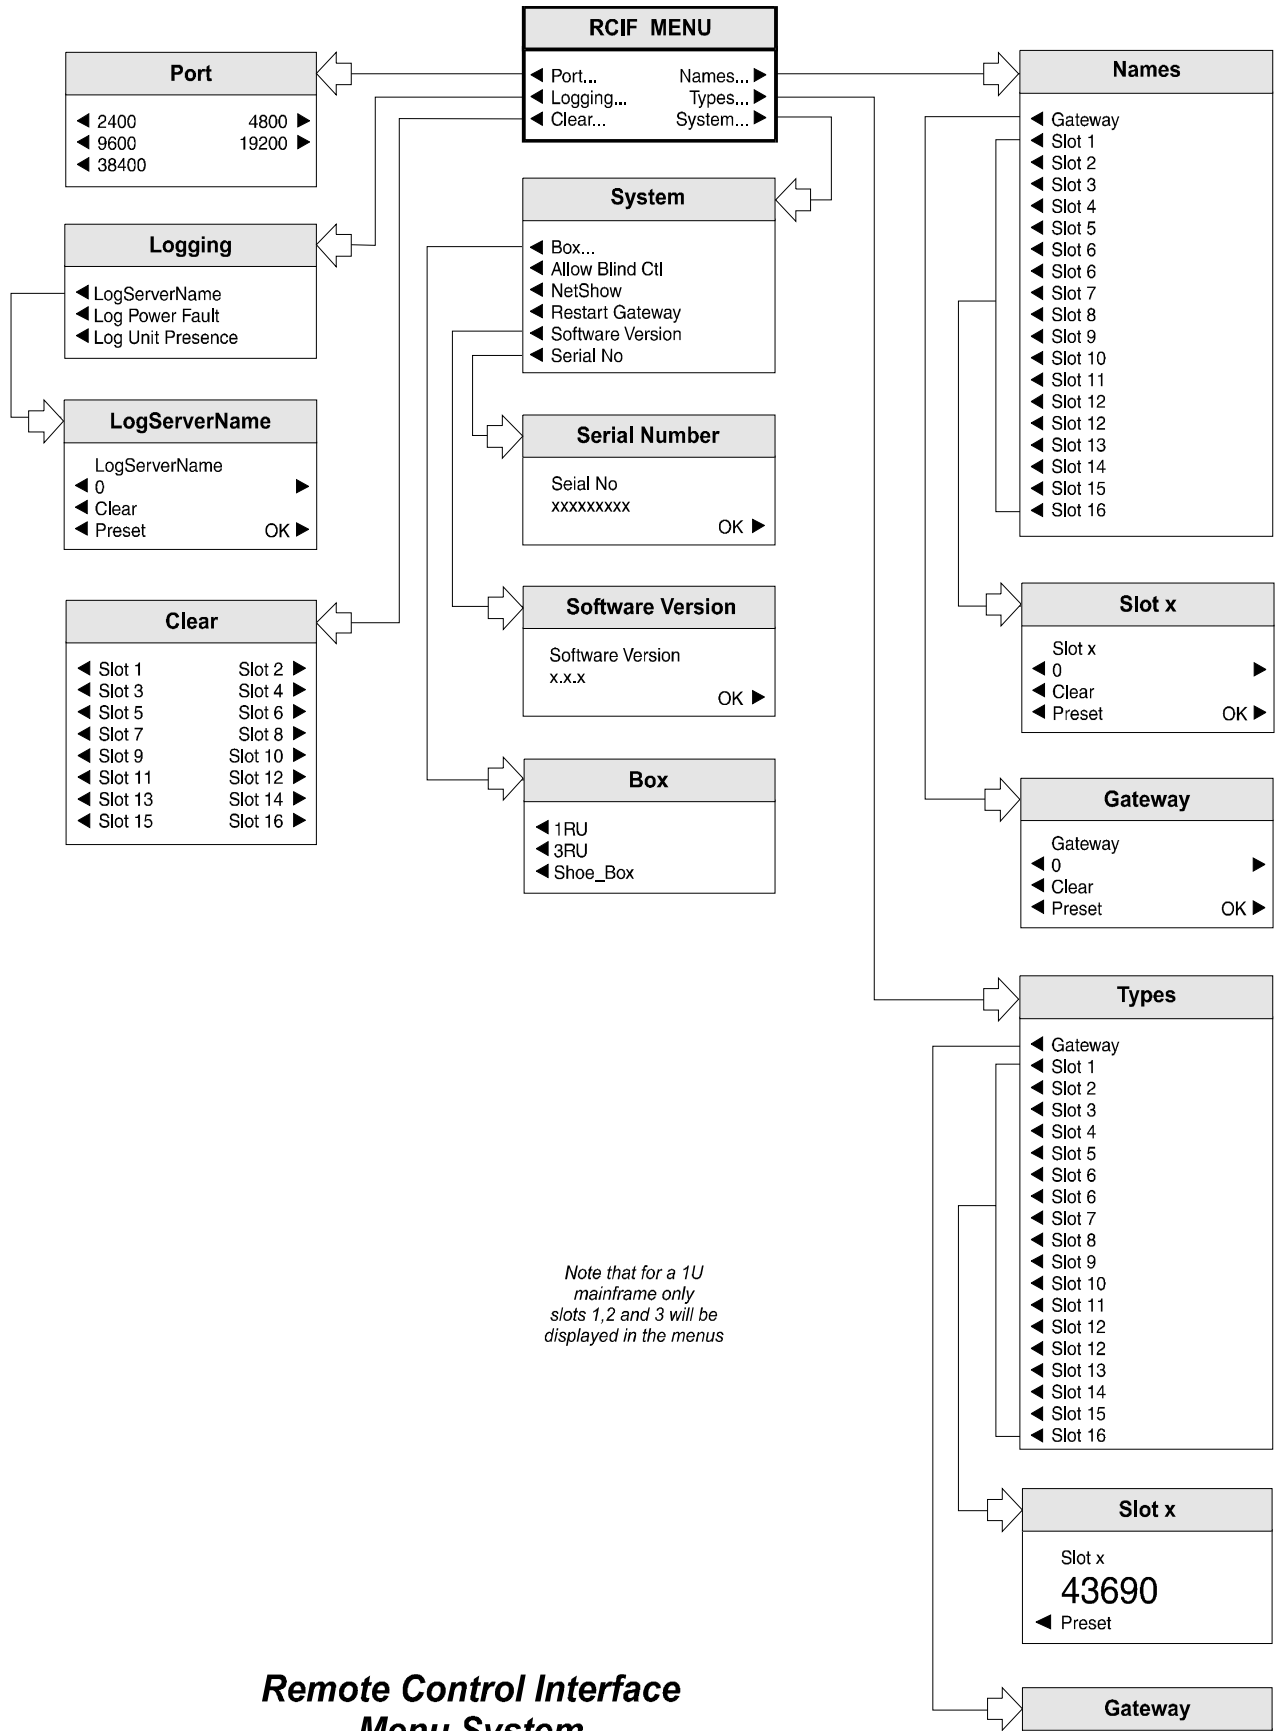 RCIF MENU
Port... Names...
Logging... Types...
Clear... System...
Port
2400 4800
9600 19200
38400
Logging
LogServerName
Log Power Fault
Log Unit Presence
LogServerName
LogServerName
0
Clear
Preset OK
Clear
Slot 1 Slot 2
Slot 3 Slot 4
Slot 5 Slot 6
Slot 7 Slot 8
Slot 9 Slot 10
Slot 11 Slot 12
Slot 13 Slot 14
Slot 15 Slot 16
System
Box...
Allow Blind Ctl
NetShow
Restart Gateway
Software Version
Serial No
Serial Number
Seial No
xxxxxxxxx
OK
Software Version
Software Version
x.x.x
OK
Box
1RU
3RU
Shoe_Box
Names
Gateway
Slot 1
Slot 2
Slot 3
Slot 4
Slot 5
Slot 6
Slot 6
Slot 7
Slot 8
Slot 9
Slot 10
Slot 11
Slot 12
Slot 12
Slot 13
Slot 14
Slot 15
Slot 16
Slot x
Slot x
0
Clear
Preset OK
Gateway
Gateway
0
Clear
Preset OK
Types
Gateway
Slot 1
Slot 2
Slot 3
Slot 4
Slot 5
Slot 6
Slot 6
Slot 7
Slot 8
Slot 9
Slot 10
Slot 11
Slot 12
Slot 12
Slot 13
Slot 14
Slot 15
Slot 16
Slot x
Slot x
43690
Preset
Gateway
Note that for a 1U
mainframe only
slots 1,2 and 3 will be
displayed in the menus
Remote Control Interface
Menu System